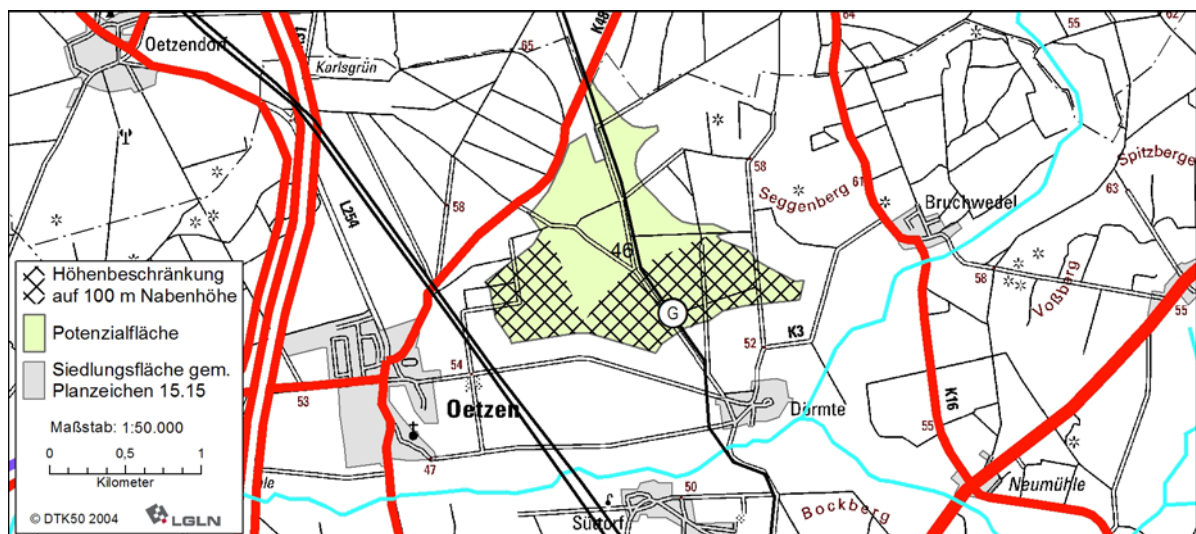 Oetzendorf
Karlsgrün
65
K48
64
55
62
L254
58
58
61
Seggenberg
Bruchwedel
Spitzberge
63
46
58
Voßberg
55
G
52
K3
54
53
Oetzen
Dörmte
K16
55
47
50
Süttorf
Bockberg
Neumühle
Höhenbeschränkung
auf 100 m Nabenhöhe
Potenzialfläche
Siedlungsfläche gem.
Planzeichen 15.15
Maßstab: 1:50.000
0 0,5 1
Kilometer
© DTK50 2004
LGLN